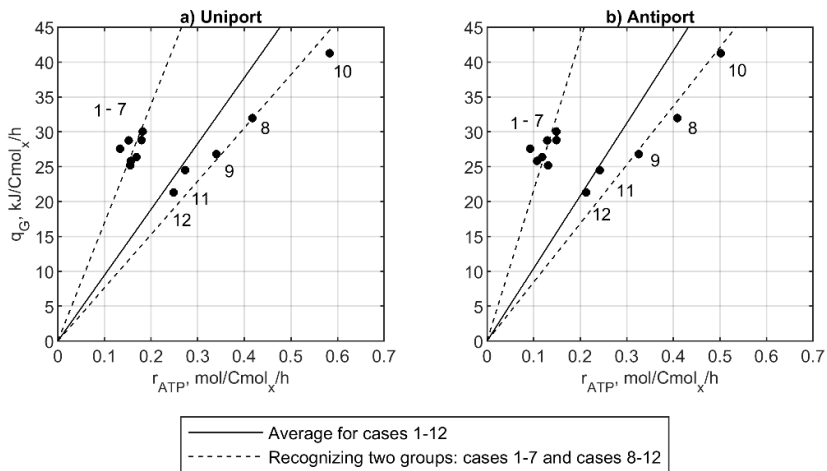 a) Uniport
45
40
35
30
25
20
15
10
5
0
q_G, kJ/Cmol_x/h
1 - 7
10
8
9
11
12
0 0.1 0.2 0.3 0.4 0.5 0.6 0.7
r_ATP, mol/Cmol_x/h
b) Antiport
45
40
35
30
25
20
15
10
5
0
1 - 7
10
8
9
11
12
0 0.1 0.2 0.3 0.4 0.5 0.6 0.7
r_ATP, mol/Cmol_x/h
Average for cases 1-12
Recognizing two groups: cases 1-7 and cases 8-12